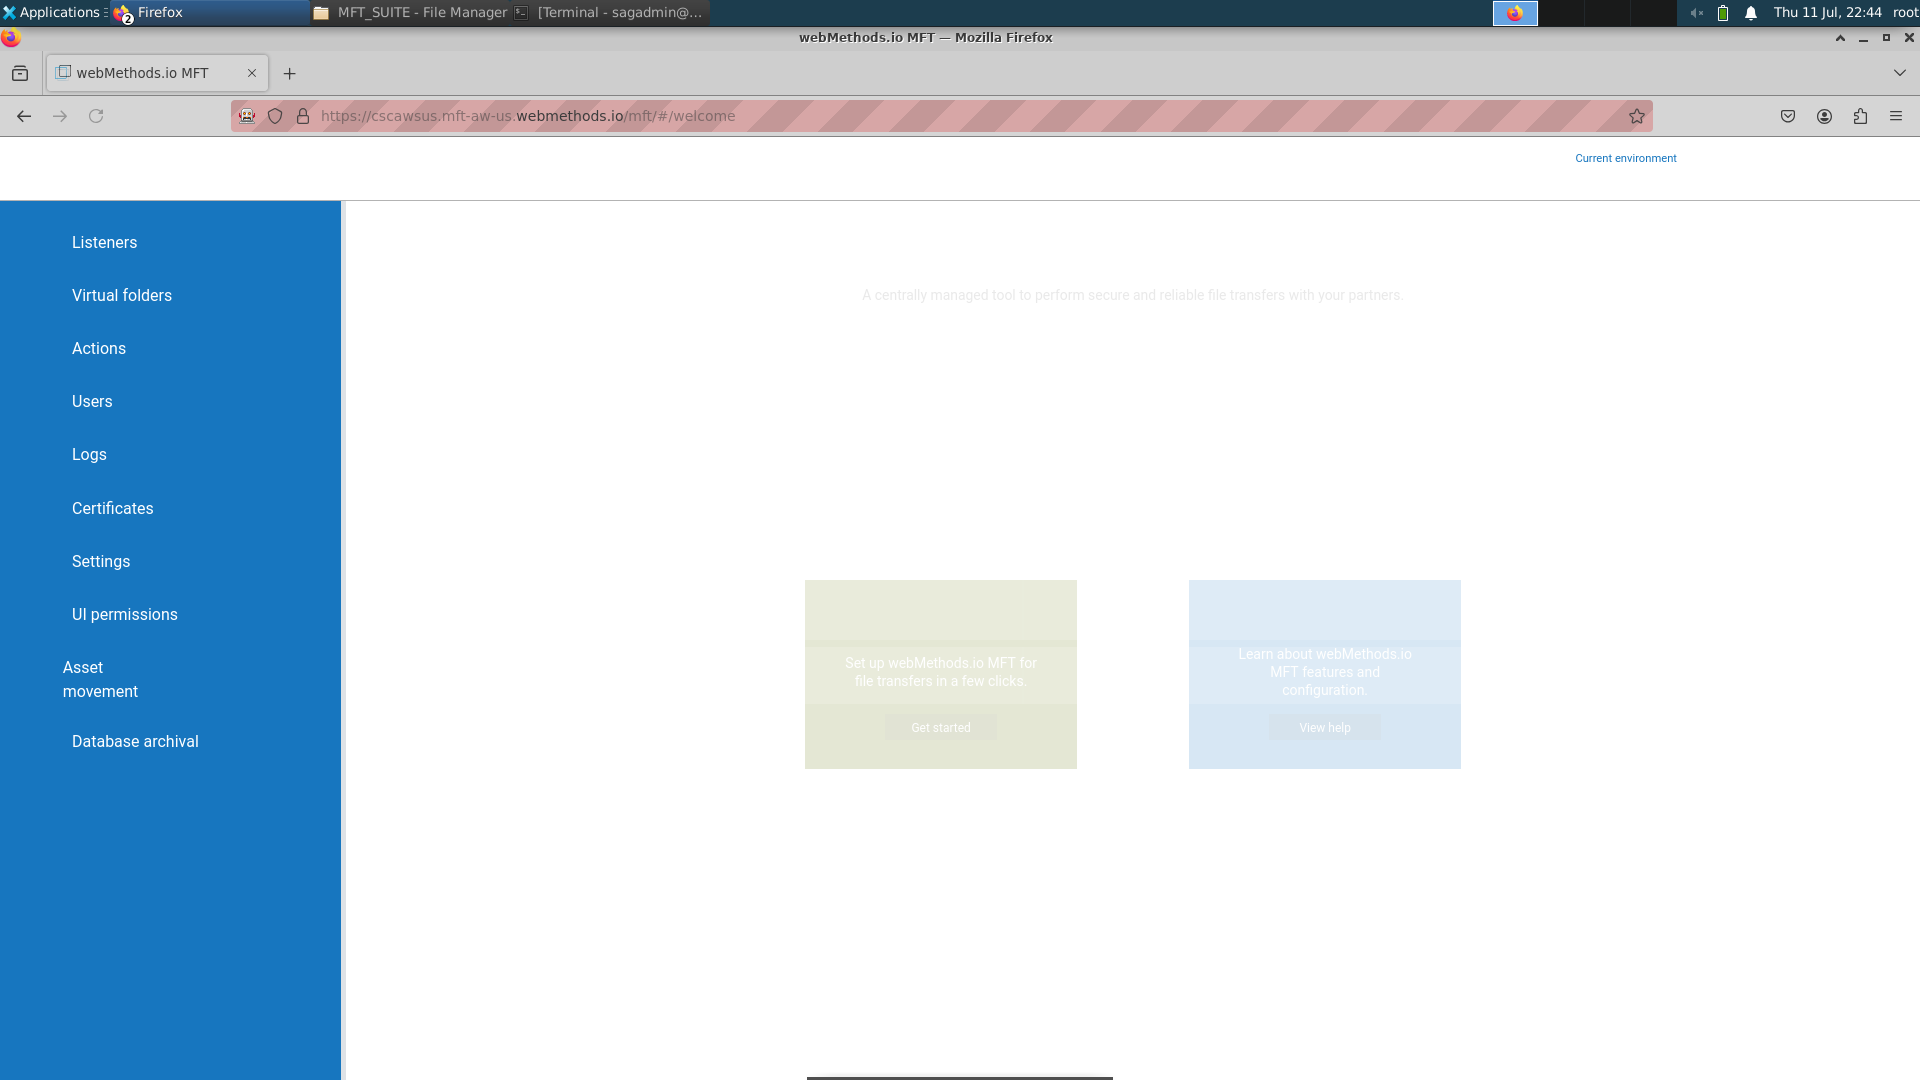 Applications
2
Firefox
MFT_SUITE - File Manager
[Terminal - sagadmin@...
Thu 11 Jul, 22:44
root
webMethods.io MFT — Mozilla Firefox
webMethods.io MFT
https://cscawsus.mft-aw-us.webmethods.io/mft/#/welcome
Current environment
Listeners
Virtual folders
Actions
Users
Logs
Certificates
Settings
UI permissions
Asset
movement
Database archival
A centrally managed tool to perform secure and reliable file transfers with your partners.
Set up webMethods.io MFT for
file transfers in a few clicks.
Get started
Learn about webMethods.io
MFT features and
configuration.
View help